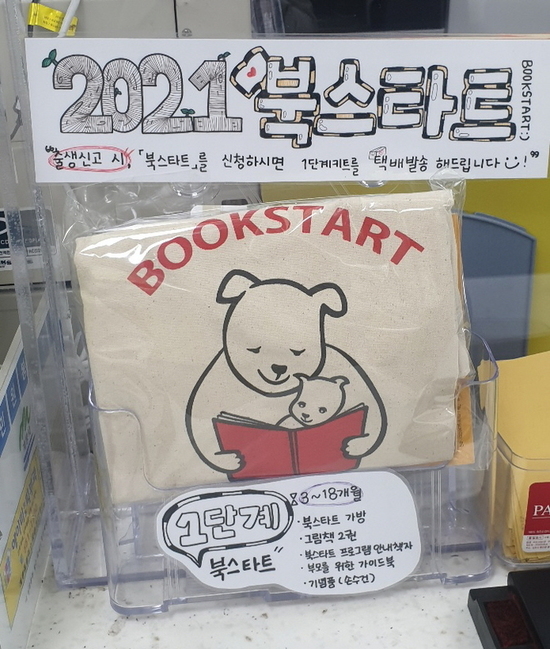 2021 북스타트
BOOKSTART:)
"출생신고 시, 「북스타트」를 신청하시면 1단계키트를 택배발송 해드립니다 ☺!"
BOOKSTART
1단계
북스타트"
3~18개월
· 북스타트 가방
· 그림책 2권
· 북스타트 프로그램 안내책자
· 부모를 위한 가이드북
· 기념품 (손수건)
PA